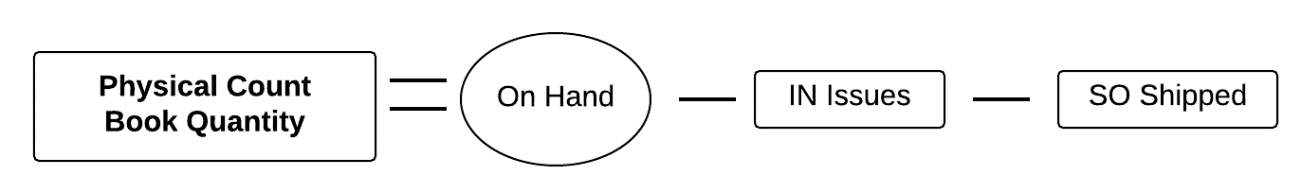 Physical Count
Book Quantity
On Hand
IN Issues
SO Shipped